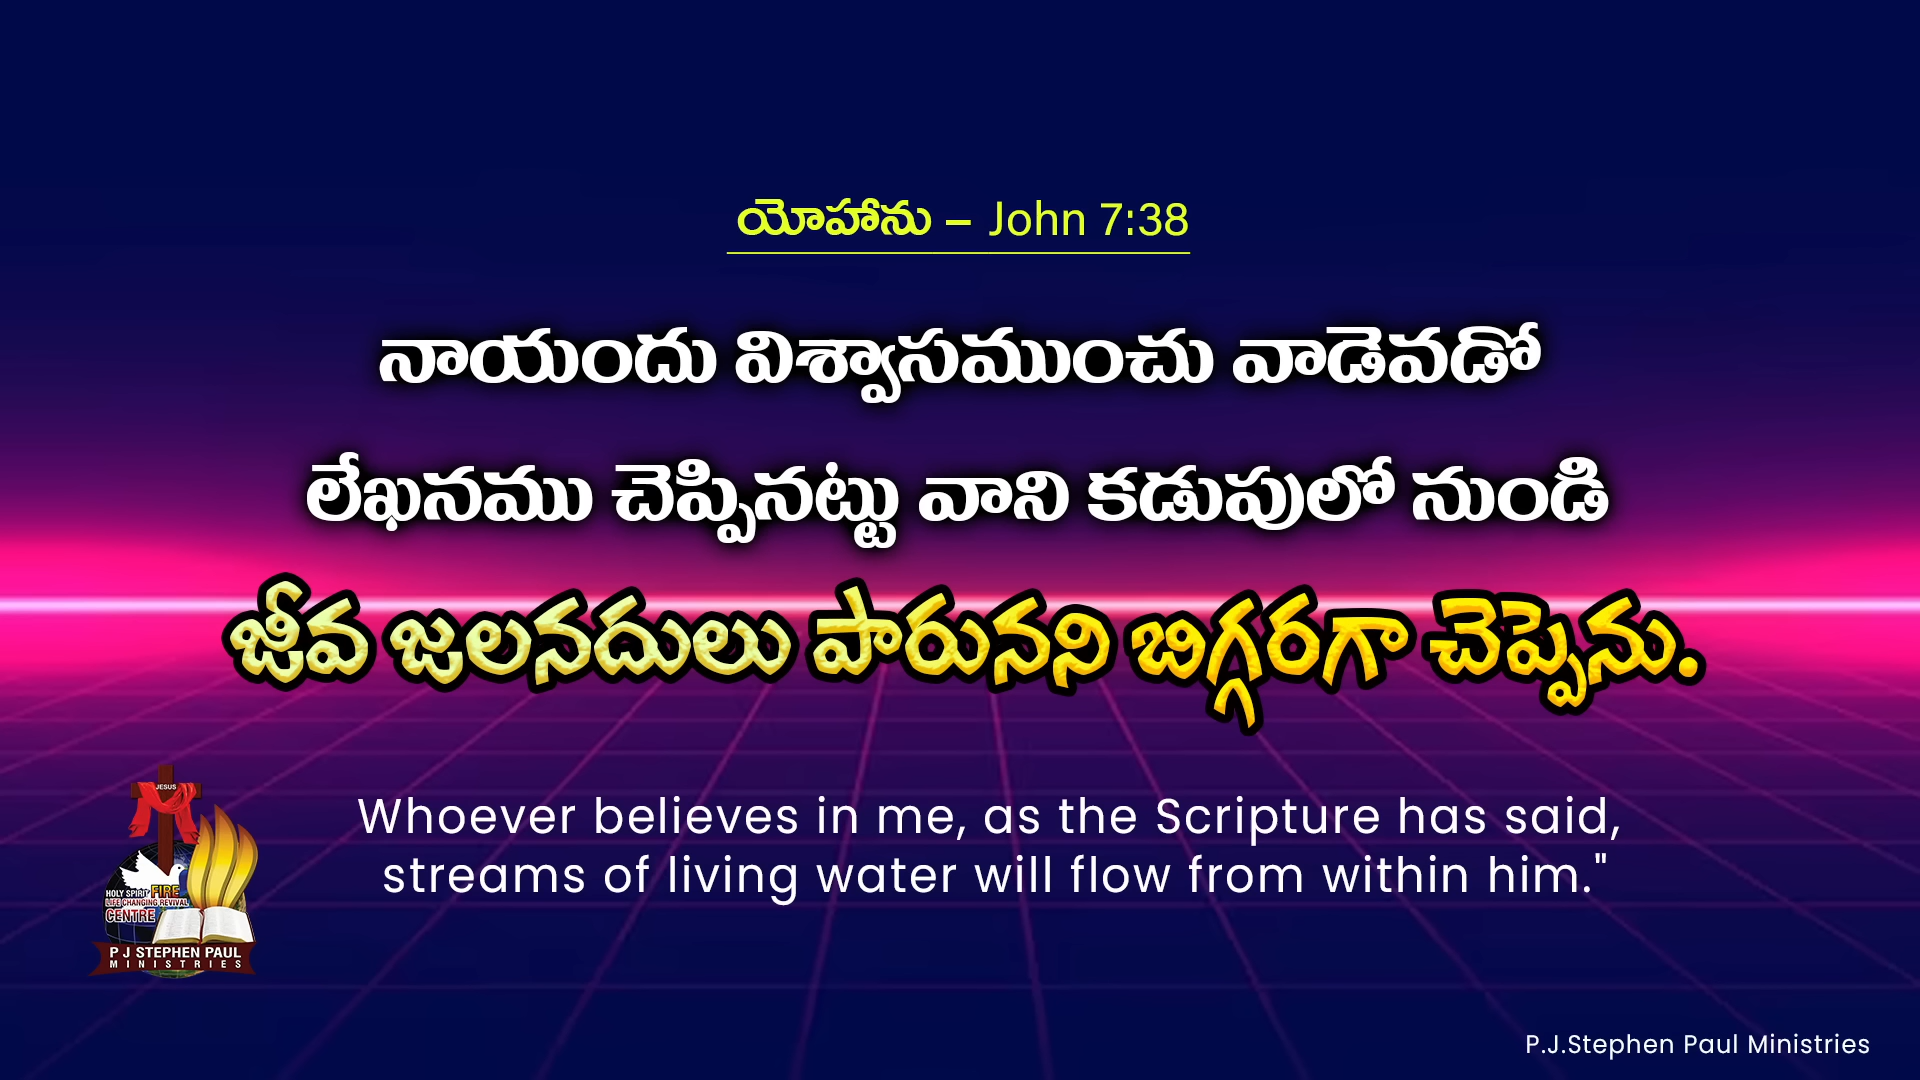 యోహాను – John 7:38
నాయందు విశ్వాసముంచు వాడెవడో
లేఖనము చెప్పినట్టు వాని కడుపులో నుండి
జీవ జలనదులు పారునని బిగ్గరగా చెప్పెను.
Whoever believes in me, as the Scripture has said,
streams of living water will flow from within him."
JESUS
HOLY SPIRIT FIRE
LIFE CHANGING REVIVAL
CENTRE
P J STEPHEN PAUL
MINISTRIES
P.J.Stephen Paul Ministries